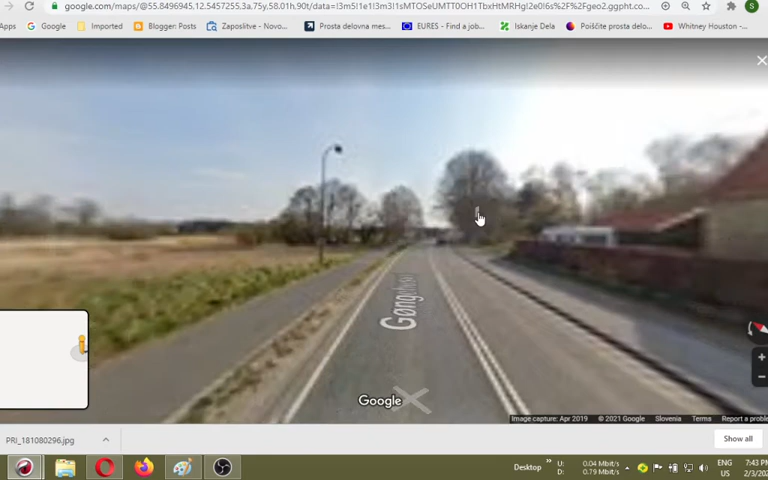 google.com/maps/@55.8496945,12.5457255,3a,75y,58.01h,90t/data=!3m5!1e1!3m3!1sMTOSeUMTT0OH1TbxHtMRHg!2e0!6s%2F%2Fgeo2.ggpht.co...
Apps Google Imported Blogger: Posts Zaposlitve - Novo... Prosta delovna mes... EURES - Find a job... Iskanje Dela Poiščite prosta delo... Whitney Houston -...
Google
Image capture: Apr 2019 © 2021 Google Slovenia Terms Report a proble
PRI_181080296.jpg Show all
Desktop U: 0.04 Mbit/s ENG 7:43 P
D: 0.79 Mbit/s US 2/3/202